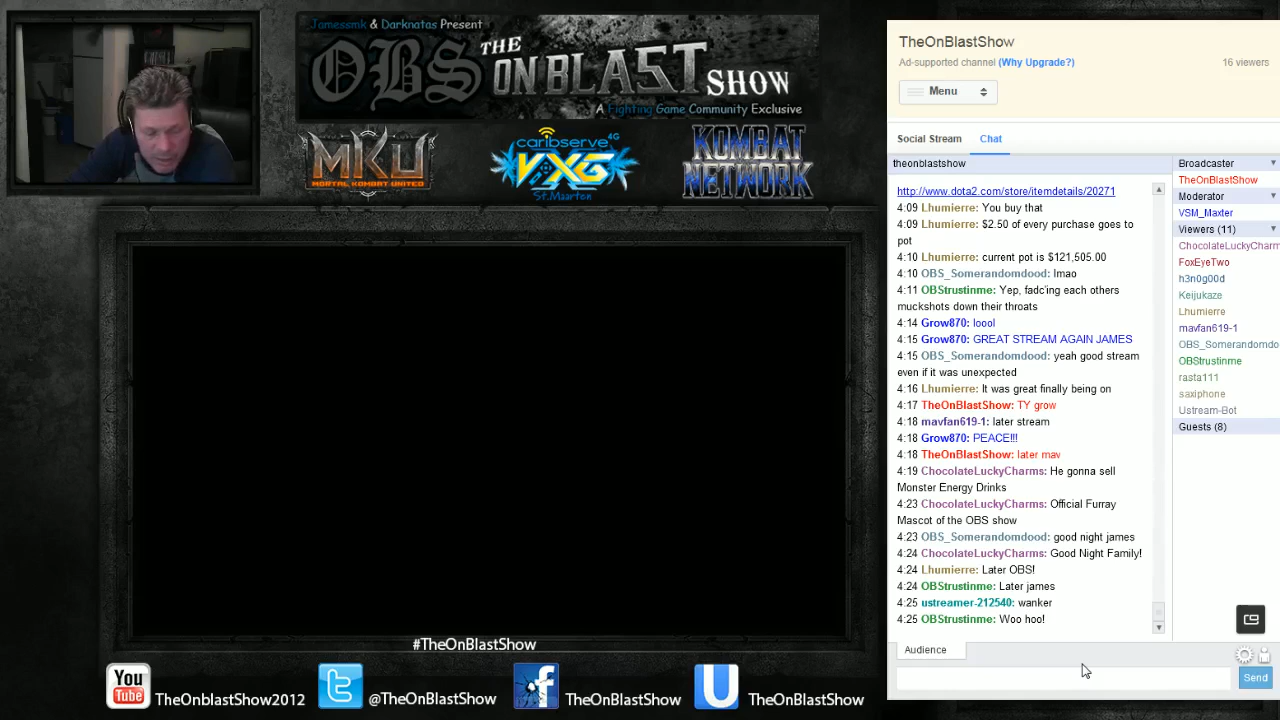 Jamessmk & Darknatas Present
OBS THE ON BLAST SHOW
A Fighting Game Community Exclusive
MKU
MORTAL KOMBAT UNITED
caribserve 4G
VXG
St.Maarten
KOMBAT
NETWORK
TheOnBlastShow
Ad-supported channel (Why Upgrade?)
16 viewers
Menu
Social Stream Chat
theonblastshow
http://www.dota2.com/store/itemdetails/20271
4:09 Lhumierre: You buy that
4:09 Lhumierre: $2.50 of every purchase goes to
pot
4:10 Lhumierre: current pot is $121,505.00
4:10 OBS_Somerandomdood: lmao
4:11 OBStrustinme: Yep, fadc'ing each others
muckshots down their throats
4:14 Grow870: loool
4:15 Grow870: GREAT STREAM AGAIN JAMES
4:15 OBS_Somerandomdood: yeah good stream
even if it was unexpected
4:16 Lhumierre: It was great finally being on
4:17 TheOnBlastShow: TY grow
4:18 mavfan619-1: later stream
4:18 Grow870: PEACE!!!
4:18 TheOnBlastShow: later mav
4:19 ChocolateLuckyCharms: He gonna sell
Monster Energy Drinks
4:23 ChocolateLuckyCharms: Official Furray
Mascot of the OBS show
4:23 OBS_Somerandomdood: good night james
4:24 ChocolateLuckyCharms: Good Night Family!
4:24 Lhumierre: Later OBS!
4:24 OBStrustinme: Later james
4:25 ustreamer-212540: wanker
4:25 OBStrustinme: Woo hoo!
Broadcaster
TheOnBlastShow
Moderator
VSM_Maxter
Viewers (11)
ChocolateLuckyCharm
FoxEyeTwo
h3n0g00d
Keijukaze
Lhumierre
mavfan619-1
OBS_Somerandomdo
OBStrustinme
rasta111
saxiphone
Ustream-Bot
Guests (8)
Audience
Send
#TheOnBlastShow
You Tube TheOnblastShow2012
t @TheOnBlastShow
f TheOnBlastShow
U TheOnBlastShow